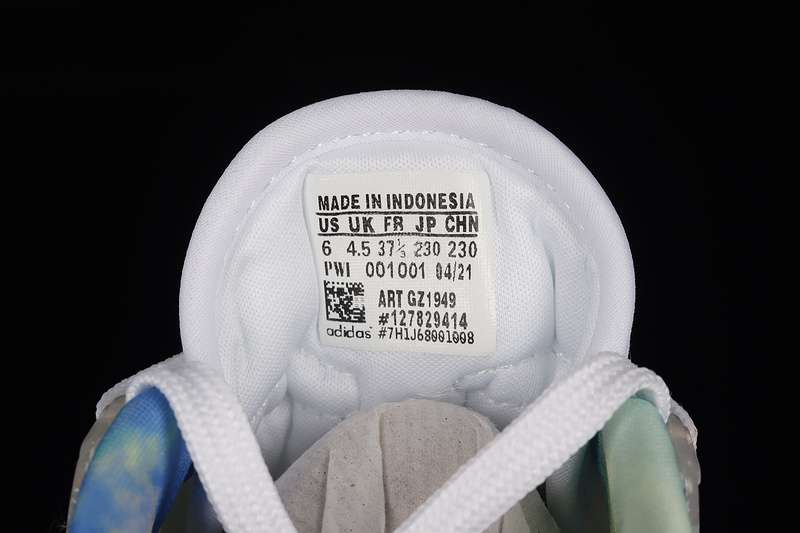 MADE IN INDONESIA
US UK FR JP CHN
6 4.5 37⅓ 230 230
PWI 001001 04/21
ART GZ1949
#127829414
adidas #7H1J68001008